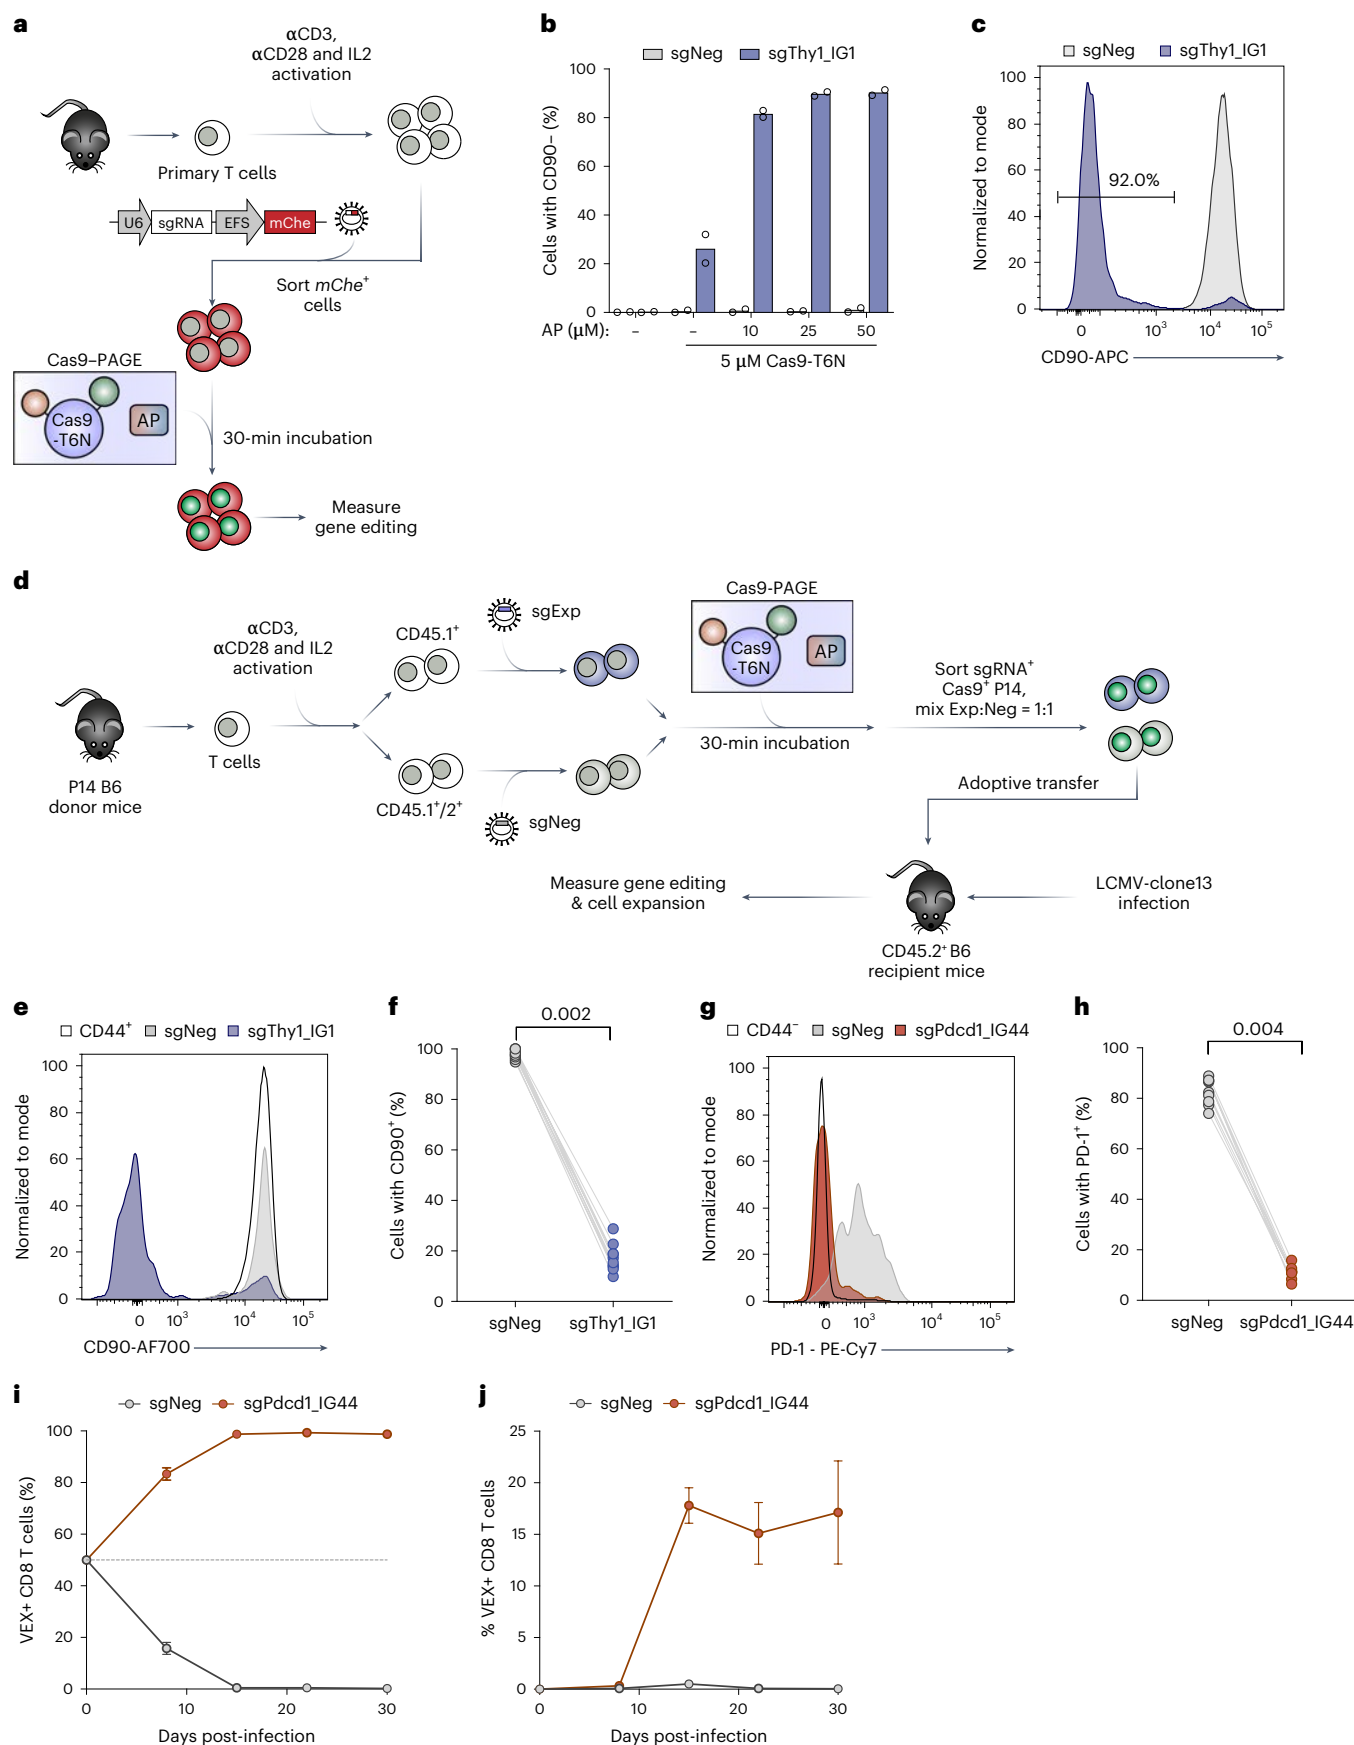 a
αCD3,
αCD28 and IL2
activation
Primary T cells
U6 sgRNA EFS mChe
Sort mChe+
cells
Cas9–PAGE
Cas9
-T6N
AP
30-min incubation
Measure
gene editing
b
sgNeg sgThy1_IG1
Cells with CD90− (%)
100
80
60
40
20
0
AP (μM): – – 10 25 50
5 μM Cas9-T6N
c
sgNeg sgThy1_IG1
Normalized to mode
100
80
60
40
20
0
92.0%
0 10³ 10⁴ 10⁵
CD90-APC
d
P14 B6
donor mice
T cells
αCD3,
αCD28 and IL2
activation
CD45.1+
CD45.1+/2+
sgExp
sgNeg
Cas9-PAGE
Cas9
-T6N
AP
30-min incubation
Sort sgRNA+
Cas9+ P14,
mix Exp:Neg = 1:1
Adoptive transfer
LCMV-clone13
infection
CD45.2+ B6
recipient mice
Measure gene editing
& cell expansion
e
CD44+ sgNeg sgThy1_IG1
Normalized to mode
100
80
60
40
20
0
0 10³ 10⁴ 10⁵
CD90-AF700
f
0.002
Cells with CD90+ (%)
100
80
60
40
20
0
sgNeg sgThy1_IG1
g
CD44− sgNeg sgPdcd1_IG44
Normalized to mode
100
80
60
40
20
0
0 10³ 10⁴ 10⁵
PD-1 - PE-Cy7
h
0.004
Cells with PD-1+ (%)
100
80
60
40
20
0
sgNeg sgPdcd1_IG44
i
sgNeg sgPdcd1_IG44
VEX+ CD8 T cells (%)
100
80
60
40
20
0
0 10 20 30
Days post-infection
j
sgNeg sgPdcd1_IG44
% VEX+ CD8 T cells
25
20
15
10
5
0
0 10 20 30
Days post-infection